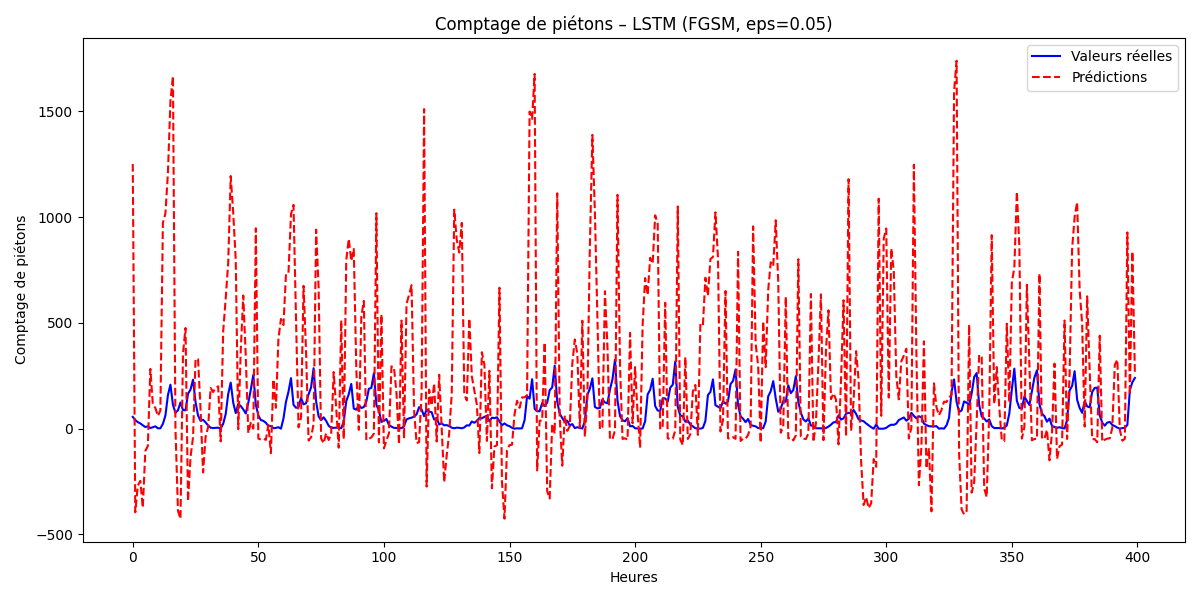 Comptage de piétons – LSTM (FGSM, eps=0.05)
Valeurs réelles
Prédictions
Comptage de piétons
1500
1000
500
0
−500
0 50 100 150 200 250 300 350 400
Heures